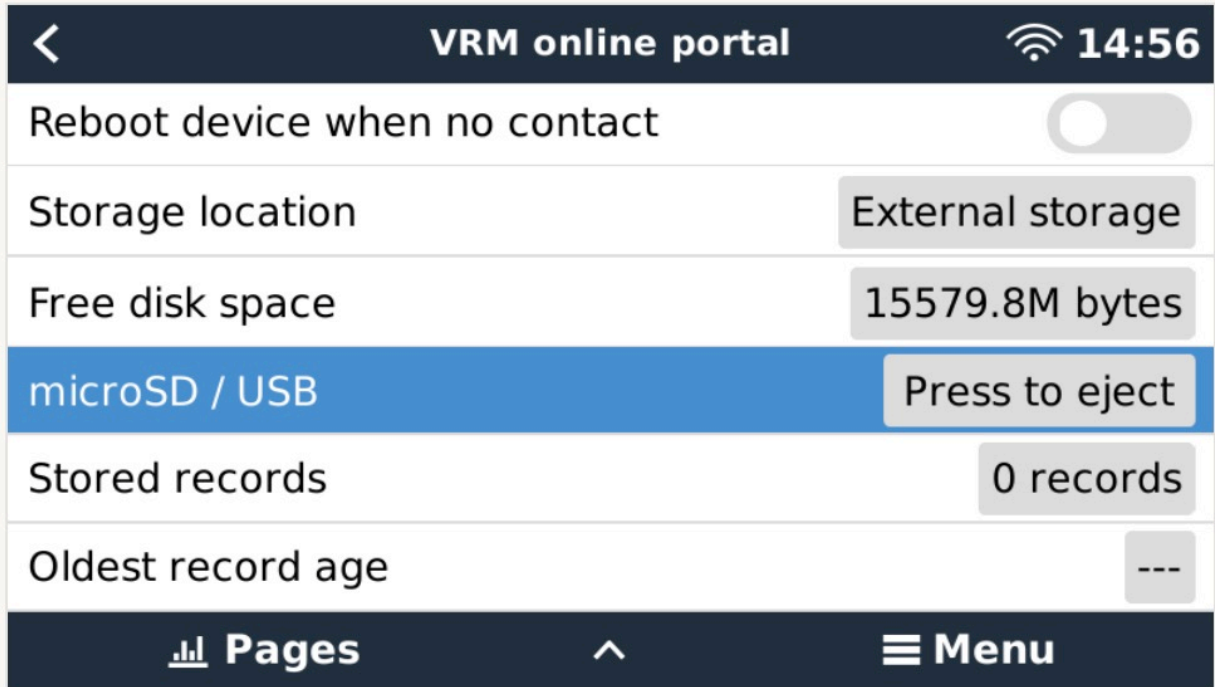 VRM online portal 14:56
Reboot device when no contact
Storage location External storage
Free disk space 15579.8M bytes
microSD / USB Press to eject
Stored records 0 records
Oldest record age ---
Pages Menu